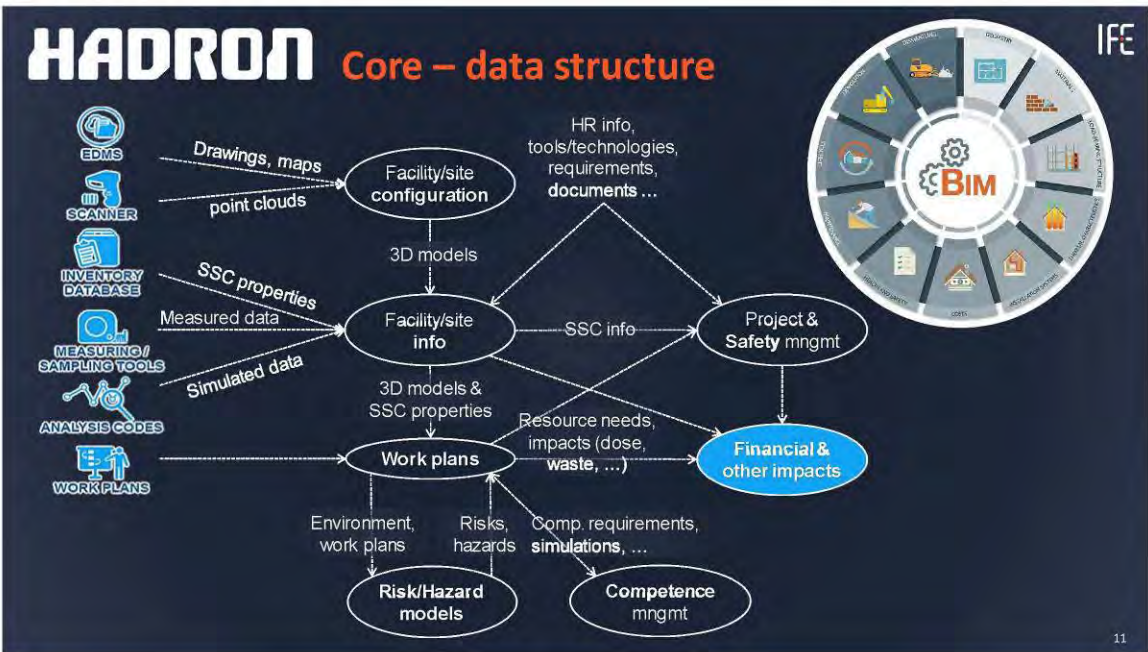 HADRON
Core – data structure
IFE
EDMS
SCANNER
INVENTORY
DATABASE
MEASURING /
SAMPLING TOOLS
ANALYSIS CODES
WORK PLANS
Drawings, maps
point clouds
SSC properties
Measured data
Simulated data
Facility/site
configuration
3D models
Facility/site
info
3D models &
SSC properties
Work plans
Environment,
work plans
Risks,
hazards
Risk/Hazard
models
HR info,
tools/technologies,
requirements,
documents ...
SSC info
Project &
Safety mngmt
Resource needs,
impacts (dose,
waste, ...)
Financial &
other impacts
Comp. requirements,
simulations, ...
Competence
mngmt
BIM
GEOMETRY
COSTS
11